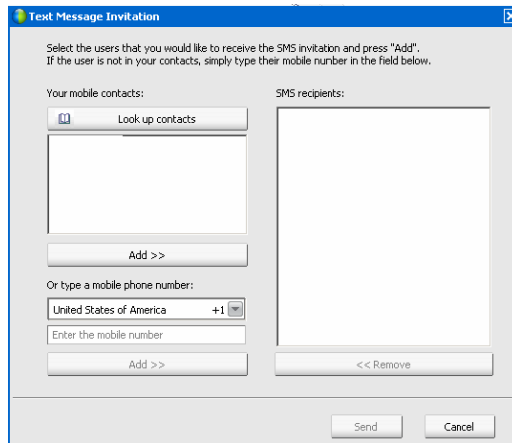 Text Message Invitation
Select the users that you would like to receive the SMS invitation and press "Add".
If the user is not in your contacts, simply type their mobile number in the field below.
Your mobile contacts:
Look up contacts
Add >>
Or type a mobile phone number:
United States of America +1
Enter the mobile number
Add >>
SMS recipients:
<< Remove
Send
Cancel